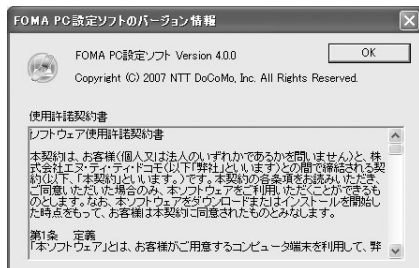 FOMA PC設定ソフトのバージョン情報
FOMA PC設定ソフト Version 4.0.0
OK
Copyright (C) 2007 NTT DoCoMo, Inc. All Rights Reserved.
使用許諾契約書
ソフトウェア使用許諾契約書
本契約は、お客様(個人又は法人のいずれかであるかを問いません)と、株
式会社エヌ・ティ・ティ・ドコモ(以下「弊社」といいます)との間で締結される契
約(以下、「本契約」といいます。)です。本契約の各条項をお読みいただき、
ご同意いただいた場合のみ、本ソフトウェアをご利用いただくことができるも
のとします。なお、本ソフトウェアをダウンロードまたはインストールを開始し
た時点をもって、お客様は本契約に同意されたものとみなします。
第1条 定義
「本ソフトウェア」とは、お客様がご用意するコンピュータ端末を利用して、弊